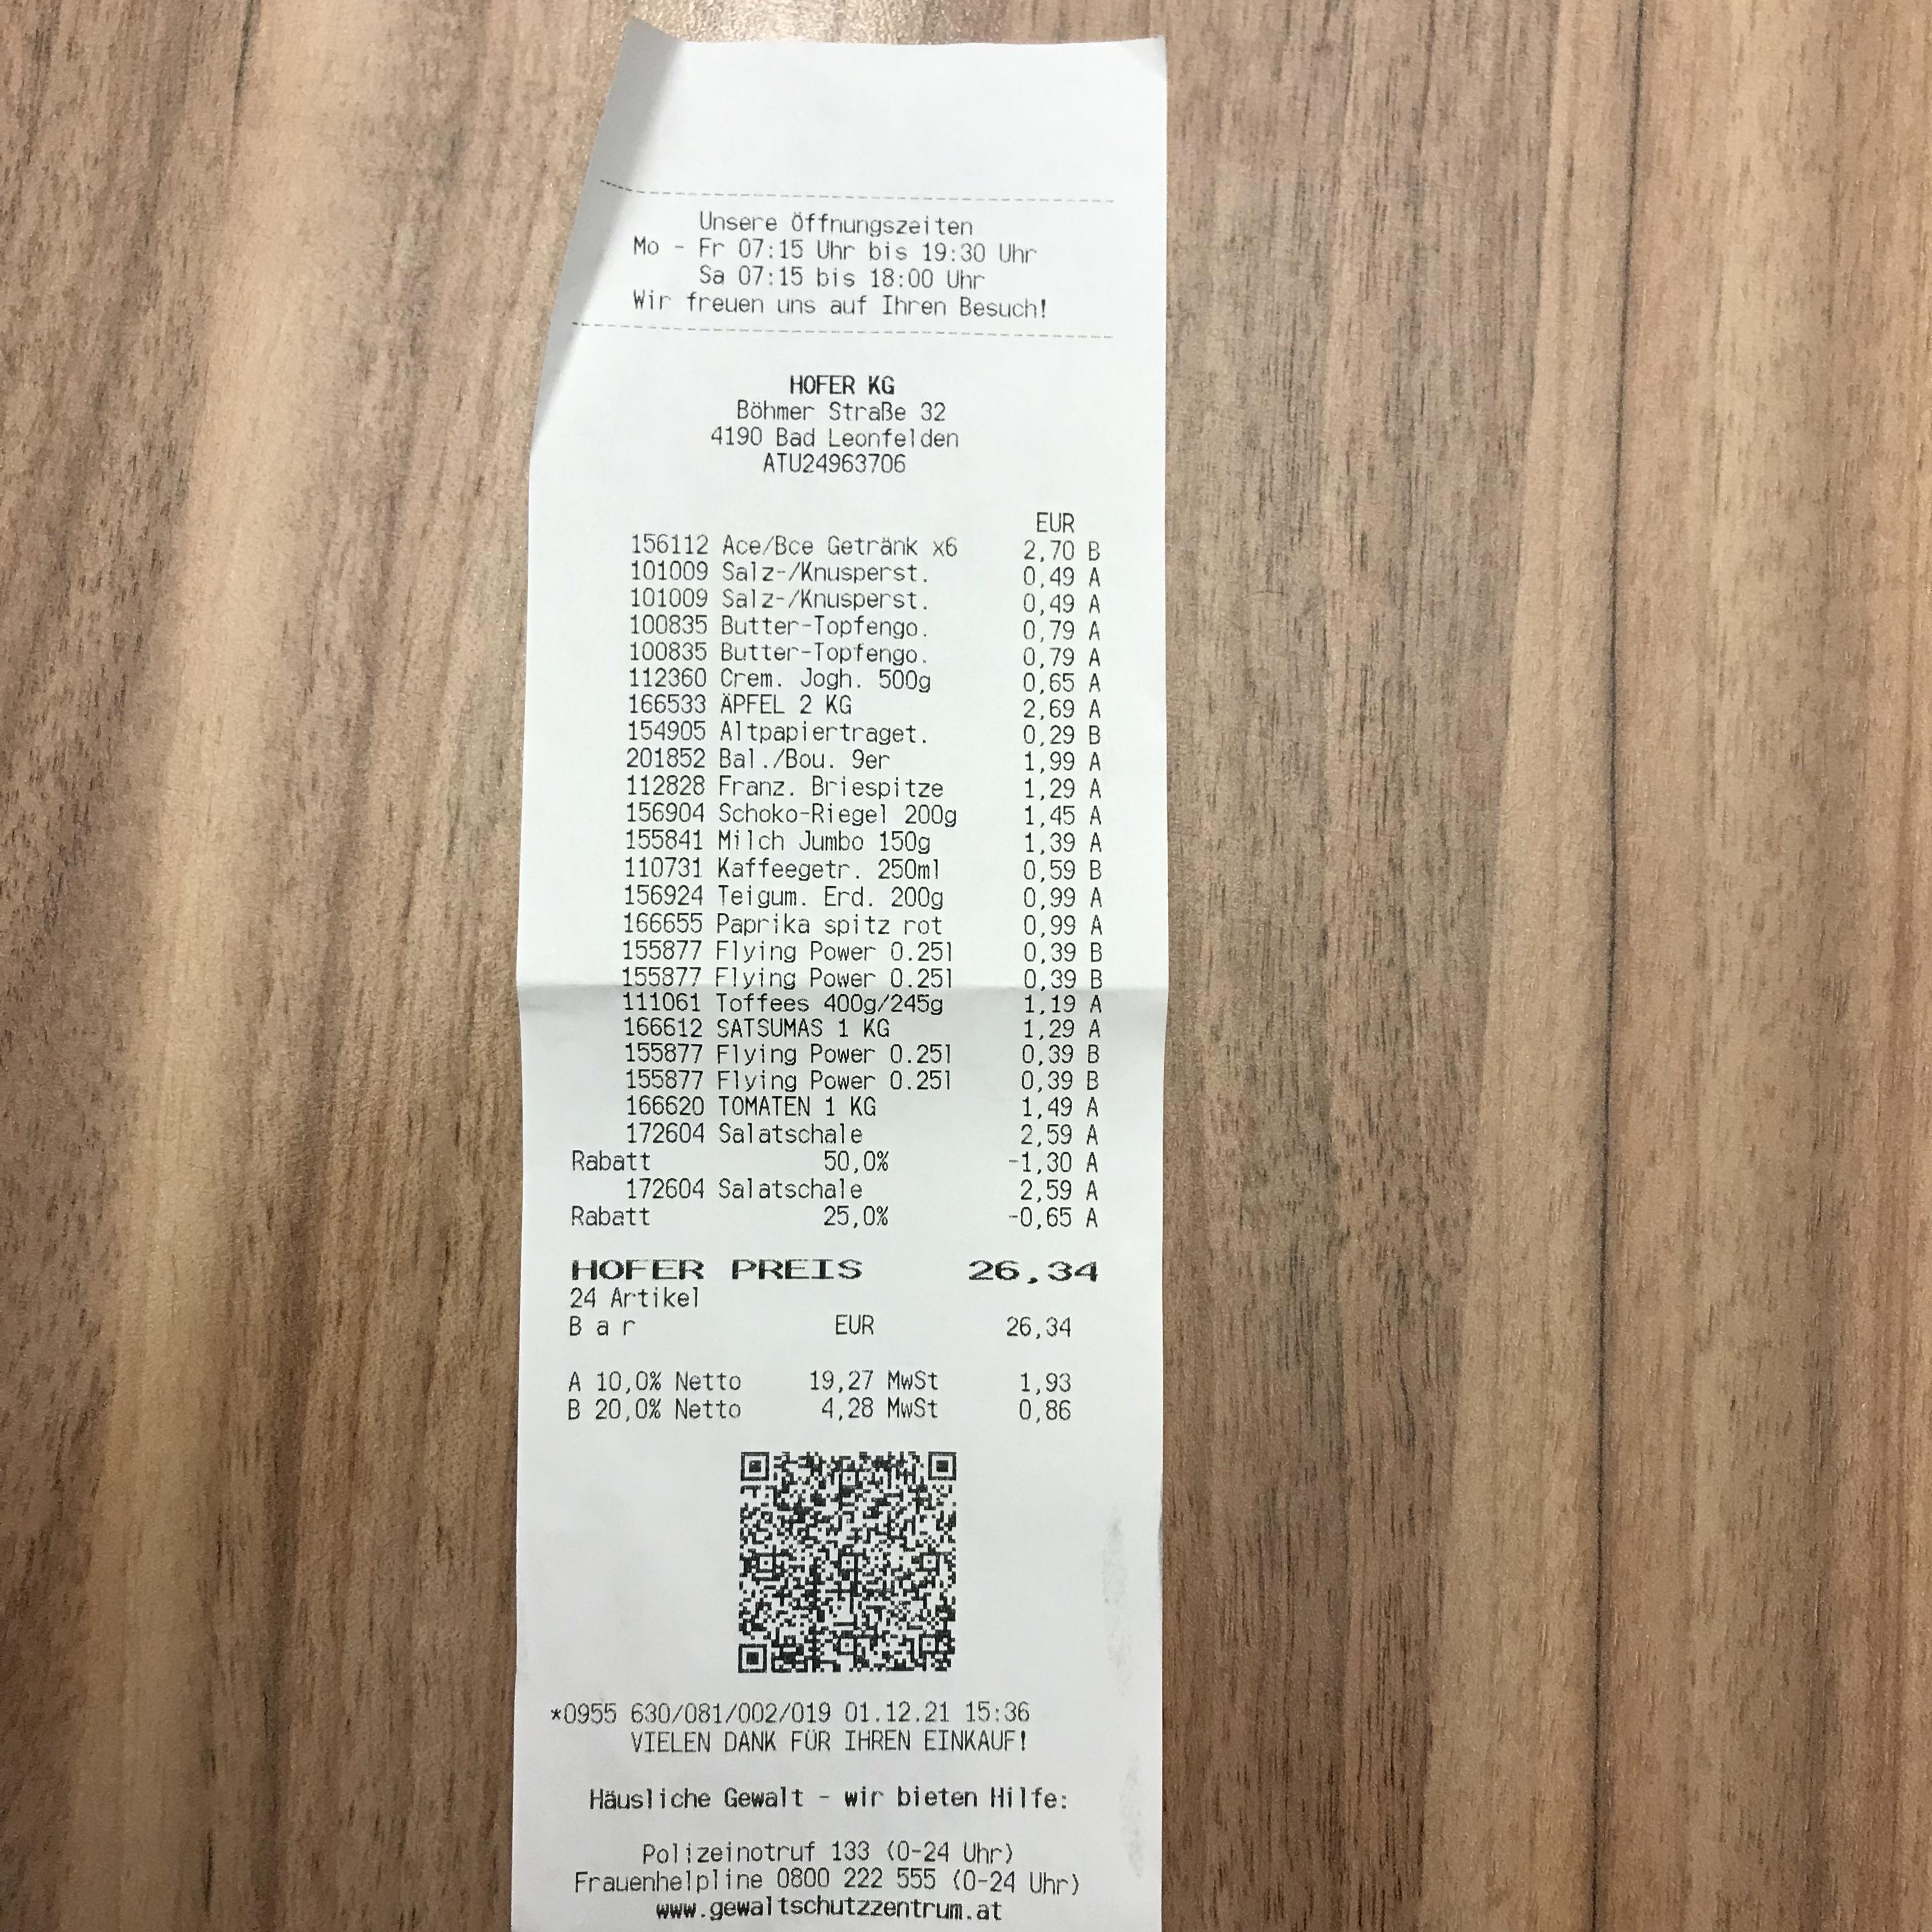 Unsere Öffnungszeiten
Mo - Fr 07:15 Uhr bis 19:30 Uhr
Sa 07:15 bis 18:00 Uhr
Wir freuen uns auf Ihren Besuch!
HOFER KG
Böhmer Straße 32
4190 Bad Leonfelden
ATU24963706
EUR
156112 Ace/Bce Getränk x6 2,70 B
101009 Salz-/Knusperst. 0,49 A
101009 Salz-/Knusperst. 0,49 A
100835 Butter-Topfengo. 0,79 A
100835 Butter-Topfengo. 0,79 A
112360 Crem. Jogh. 500g 0,65 A
166533 ÄPFEL 2 KG 2,69 A
154905 Altpapiertraget. 0,29 B
201852 Bal./Bou. 9er 1,99 A
112828 Franz. Briespitze 1,29 A
156904 Schoko-Riegel 200g 1,45 A
155841 Milch Jumbo 150g 1,39 A
110731 Kaffeegetr. 250ml 0,59 B
156924 Teigum. Erd. 200g 0,99 A
166655 Paprika spitz rot 0,99 A
155877 Flying Power 0.25l 0,39 B
155877 Flying Power 0.25l 0,39 B
111061 Toffees 400g/245g 1,19 A
166612 SATSUMAS 1 KG 1,29 A
155877 Flying Power 0.25l 0,39 B
155877 Flying Power 0.25l 0,39 B
166620 TOMATEN 1 KG 1,49 A
172604 Salatschale 2,59 A
Rabatt 50,0% -1,30 A
172604 Salatschale 2,59 A
Rabatt 25,0% -0,65 A
HOFER PREIS 26,34
24 Artikel
B a r EUR 26,34
A 10,0% Netto 19,27 MwSt 1,93
B 20,0% Netto 4,28 MwSt 0,86
*0955 630/081/002/019 01.12.21 15:36
VIELEN DANK FÜR IHREN EINKAUF!
Häusliche Gewalt - wir bieten Hilfe:
Polizeinotruf 133 (0-24 Uhr)
Frauenhelpline 0800 222 555 (0-24 Uhr)
www.gewaltschutzzentrum.at